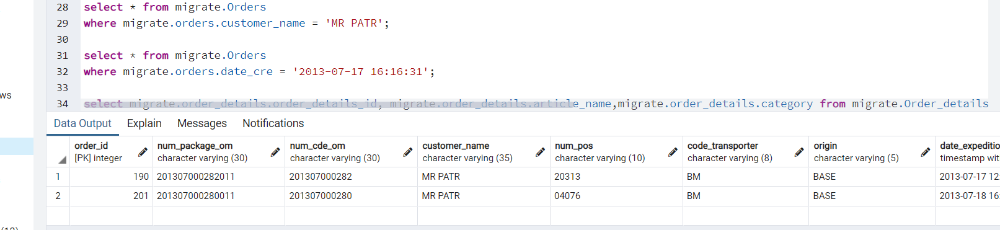 28 select * from migrate.Orders
29 where migrate.orders.customer_name = 'MR PATR';
30
31 select * from migrate.Orders
32 where migrate.orders.date_cre = '2013-07-17 16:16:31';
33
ws
34 select migrate.order_details.order_details_id, migrate.order_details.article_name,migrate.order_details.category from migrate.Order_details
Data Output Explain Messages Notifications
order_id num_package_om num_cde_om customer_name num_pos code_transporter origin date_expeditio
[PK] integer character varying (30) character varying (30) character varying (35) character varying (10) character varying (8) character varying (5) timestamp wit
1 190 201307000282011 201307000282 MR PATR 20313 BM BASE 2013-07-17 12:
2 201 201307000280011 201307000280 MR PATR 04076 BM BASE 2013-07-18 16: